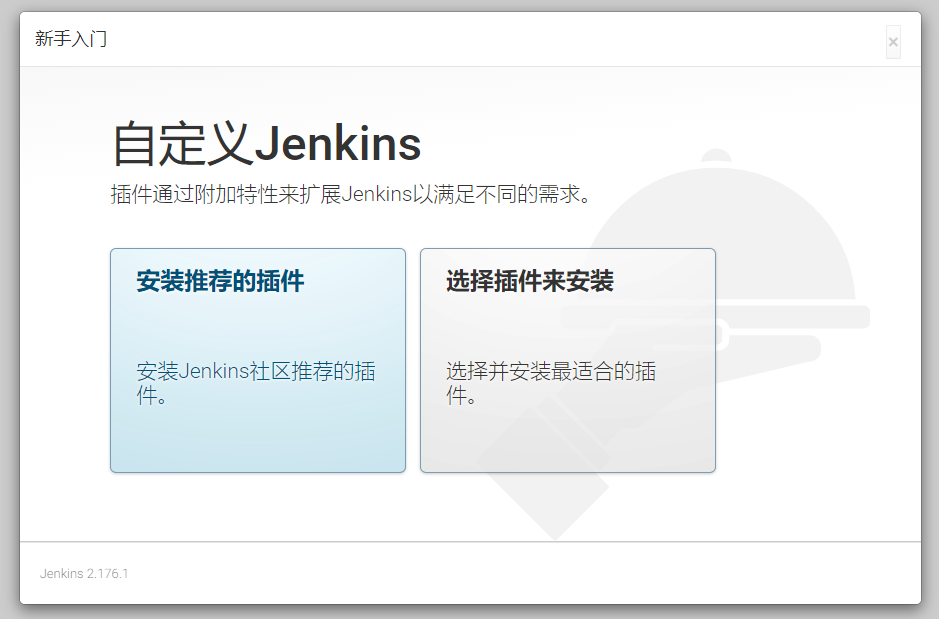 新手入门
×
自定义Jenkins
插件通过附加特性来扩展Jenkins以满足不同的需求。
安装推荐的插件
安装Jenkins社区推荐的插
件。
选择插件来安装
选择并安装最适合的插
件。
Jenkins 2.176.1